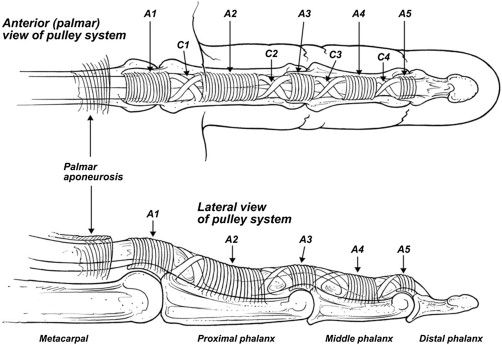 Anterior (palmar)
view of pulley system
A1
A2
A3
A4
A5
C1
C2
C3
C4
Palmar
aponeurosis
Lateral view
of pulley system
A1
A2
A3
A4
A5
Metacarpal
Proximal phalanx
Middle phalanx
Distal phalanx